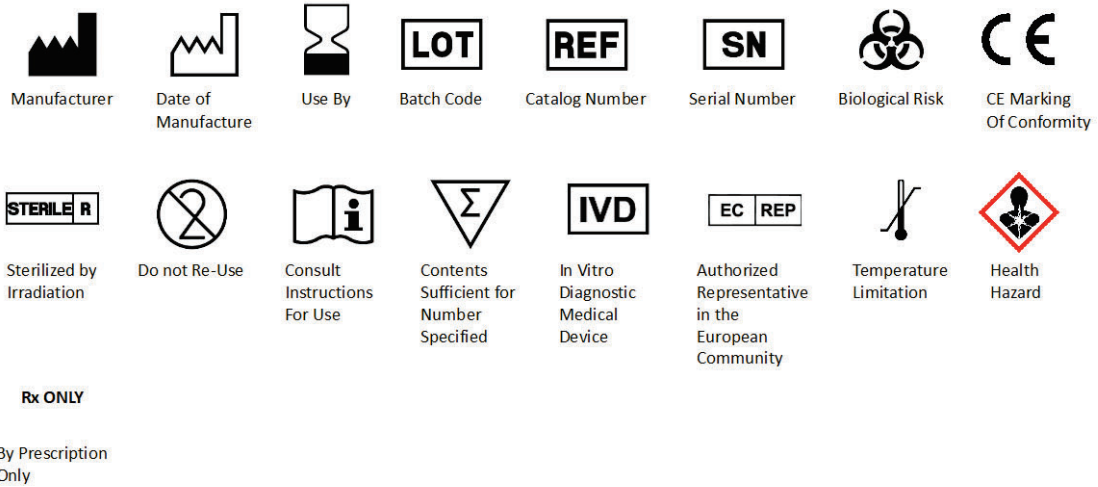 LOT REF SN CE
Manufacturer Date of Use By Batch Code Catalog Number Serial Number Biological Risk CE Marking
Manufacture Of Conformity
STERILE R 2 i Σ IVD EC REP
Sterilized by Do not Re-Use Consult Contents In Vitro Authorized Temperature Health
Irradiation Instructions Sufficient for Diagnostic Representative Limitation Hazard
For Use Number Medical in the
Specified Device European
Community
Rx ONLY
By Prescription
Only